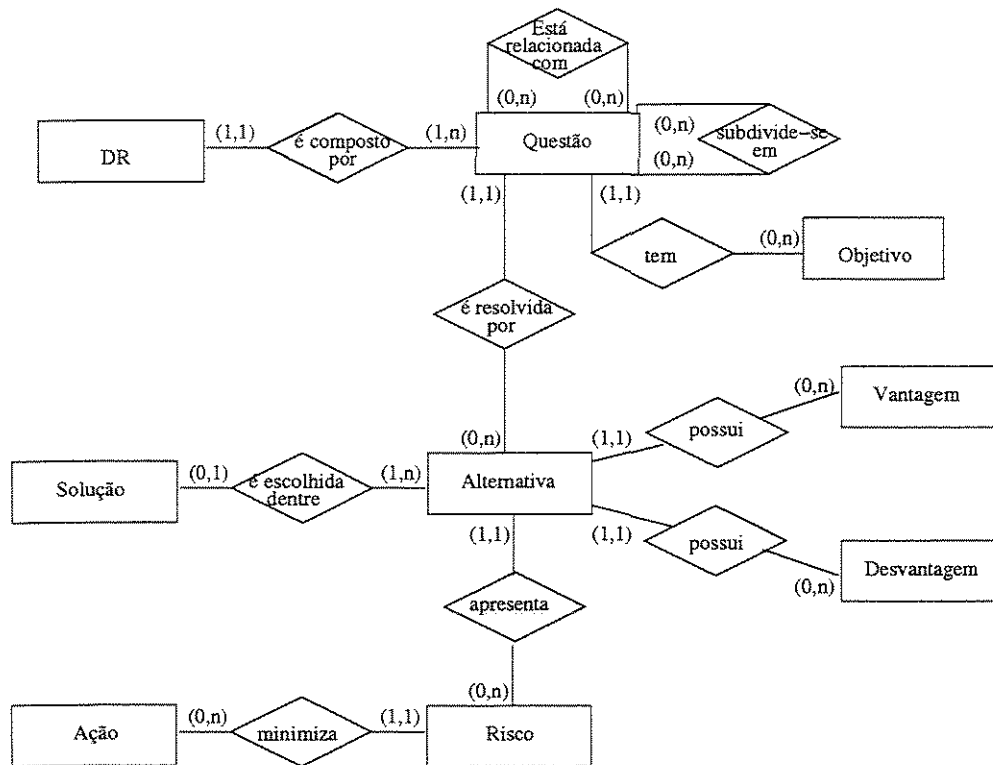 Está
relacionada
com
(0,n) (0,n)
DR
(1,1)
é composto
por
(1,n)
Questão
(0,n)
(0,n)
subdivide-se
em
(1,1) (1,1)
tem
(0,n)
Objetivo
é resolvida
por
(0,n)
Vantagem
(0,n)
possui
(1,1)
Solução
(0,1)
é escolhida
dentre
(1,n)
Alternativa
(1,1)
(1,1)
possui
(0,n)
Desvantagem
apresenta
(0,n)
Ação
(0,n)
minimiza
(1,1)
Risco